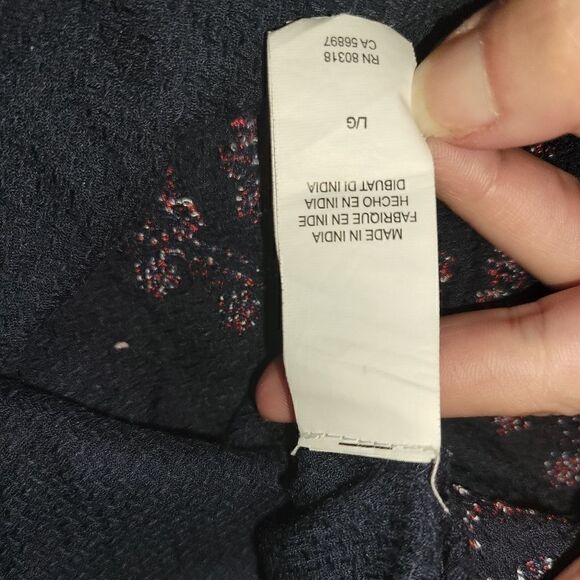 MADE IN INDIA
FABRIQUE EN INDE
HECHO EN INDIA
DIBUAT DI INDIA
L/G
RN 80318
CA 56897